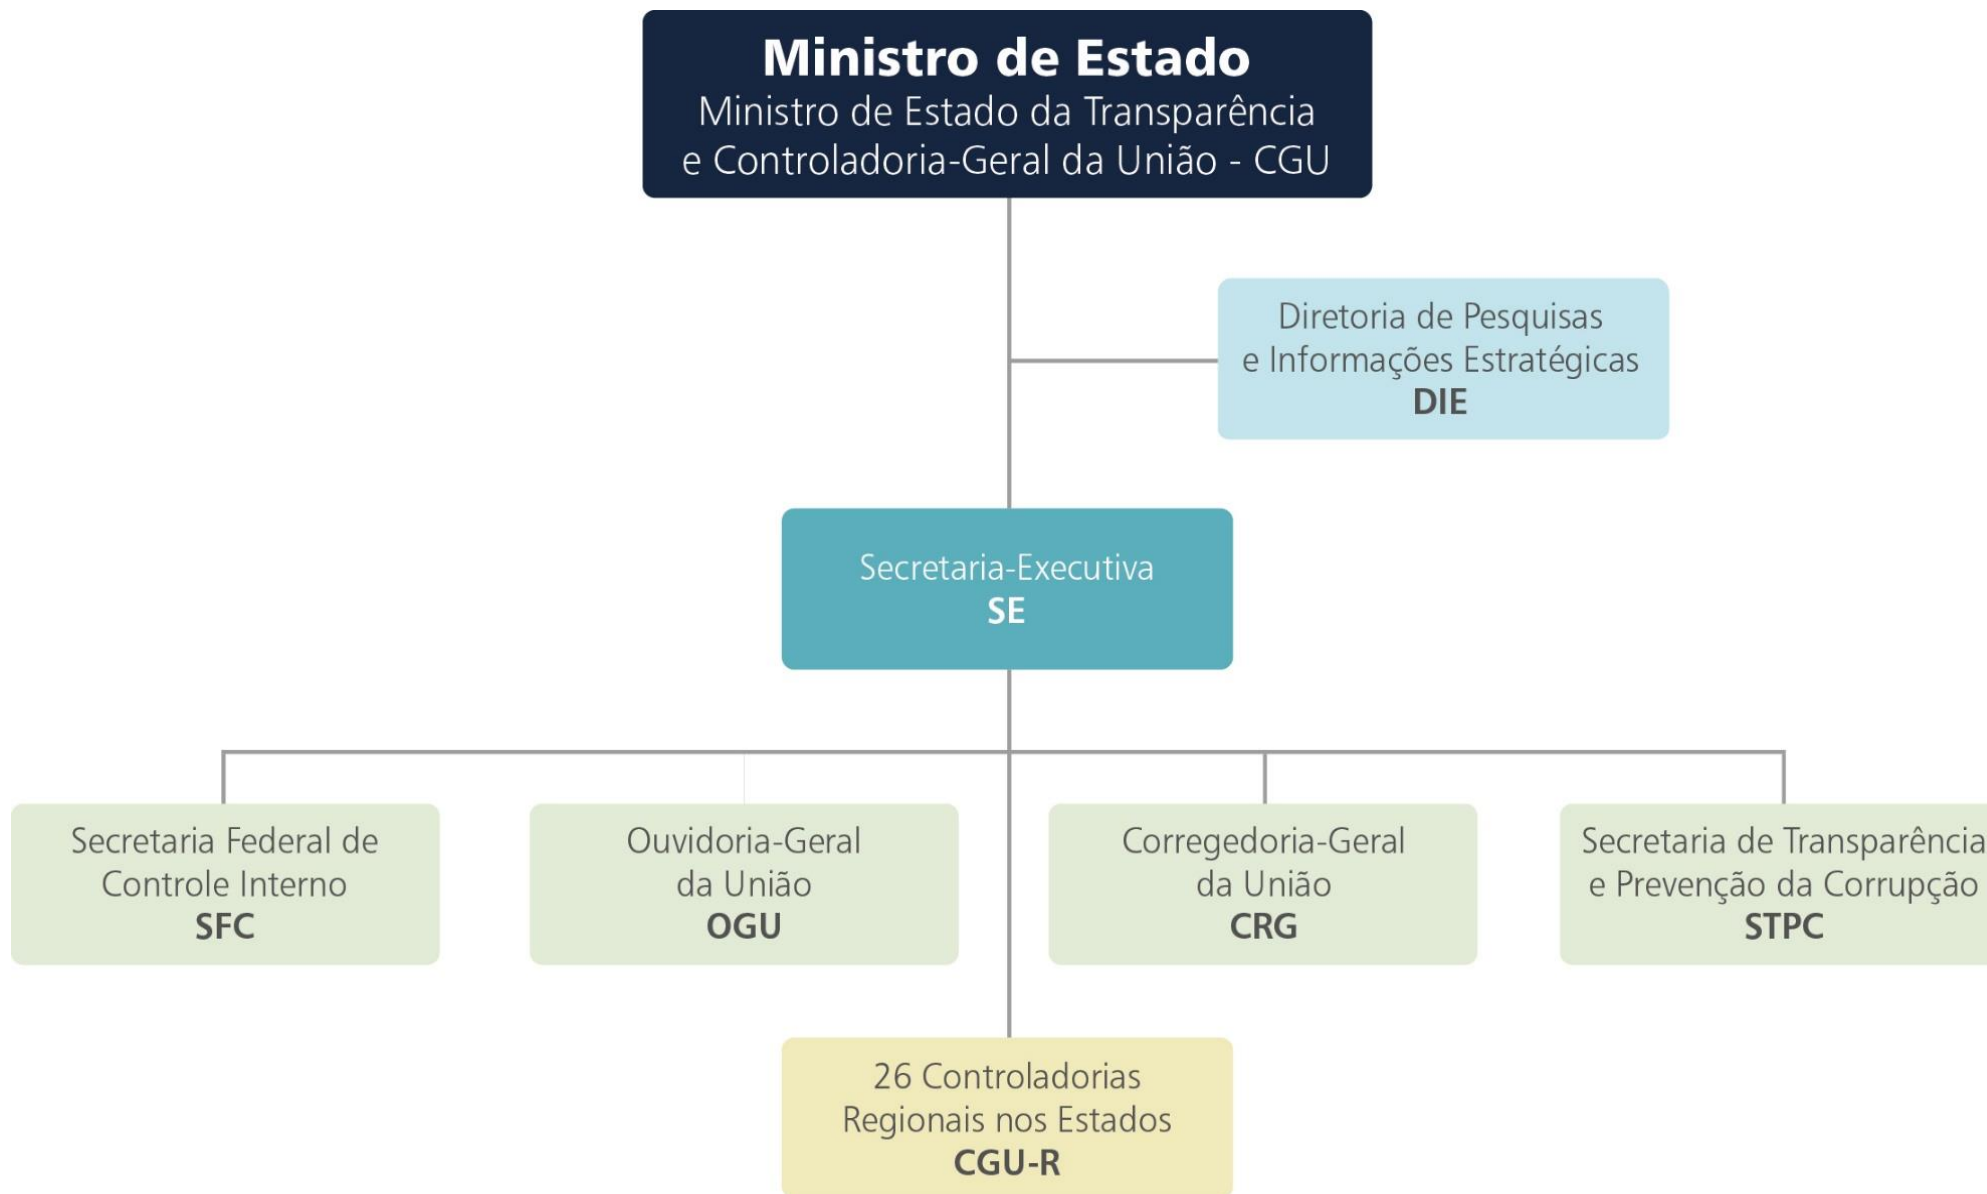 Ministro de Estado
Ministro de Estado da Transparência
e Controladoria-Geral da União - CGU
Diretoria de Pesquisas
e Informações Estratégicas
DIE
Secretaria-Executiva
SE
Secretaria Federal de
Controle Interno
SFC
Ouvidoria-Geral
da União
OGU
Corregedoria-Geral
da União
CRG
Secretaria de Transparência
e Prevenção da Corrupção
STPC
26 Controladorias
Regionais nos Estados
CGU-R